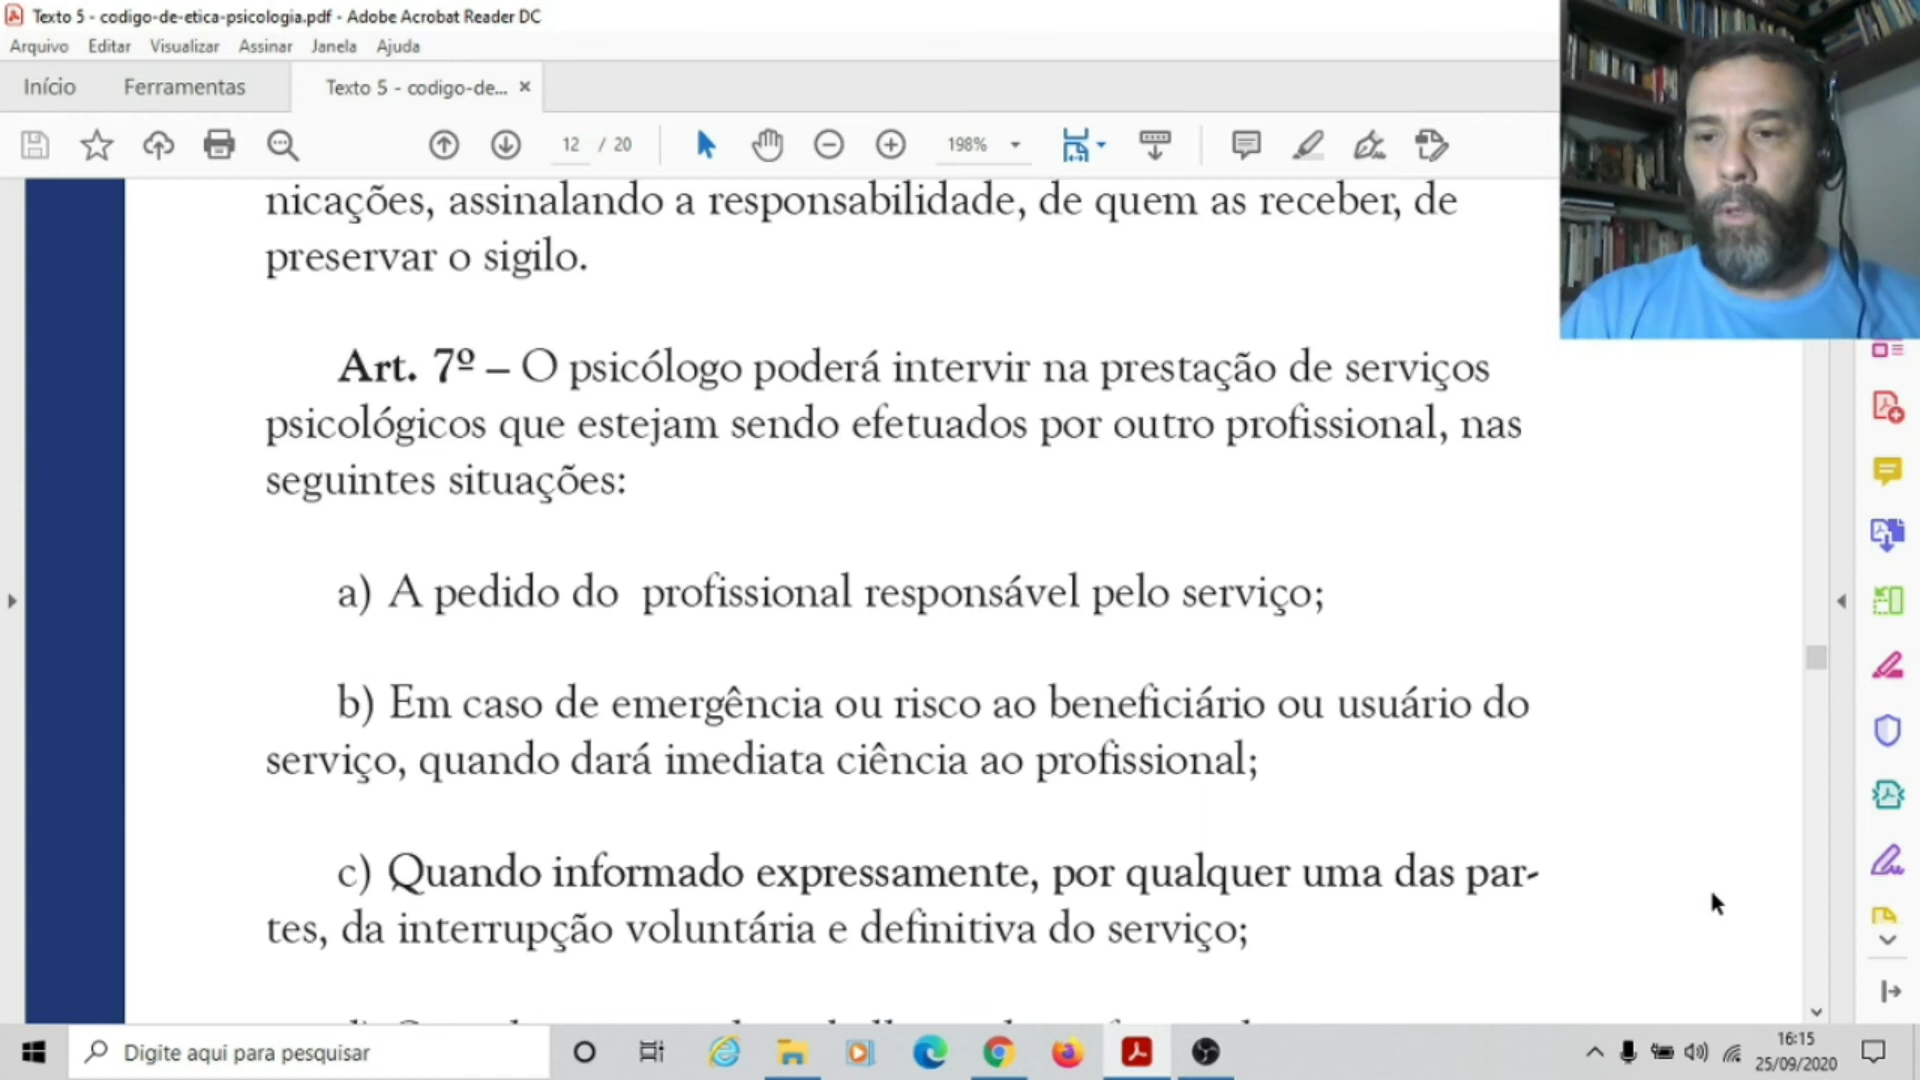 Texto 5 - codigo-de-etica-psicologia.pdf - Adobe Acrobat Reader DC
Arquivo Editar Visualizar Assinar Janela Ajuda
Início Ferramentas Texto 5 - codigo-de... ×
12 / 20 198%
nicações, assinalando a responsabilidade, de quem as receber, de
preservar o sigilo.
Art. 7º – O psicólogo poderá intervir na prestação de serviços
psicológicos que estejam sendo efetuados por outro profissional, nas
seguintes situações:
a) A pedido do profissional responsável pelo serviço;
b) Em caso de emergência ou risco ao beneficiário ou usuário do
serviço, quando dará imediata ciência ao profissional;
c) Quando informado expressamente, por qualquer uma das par-
tes, da interrupção voluntária e definitiva do serviço;
Digite aqui para pesquisar
16:15
25/09/2020